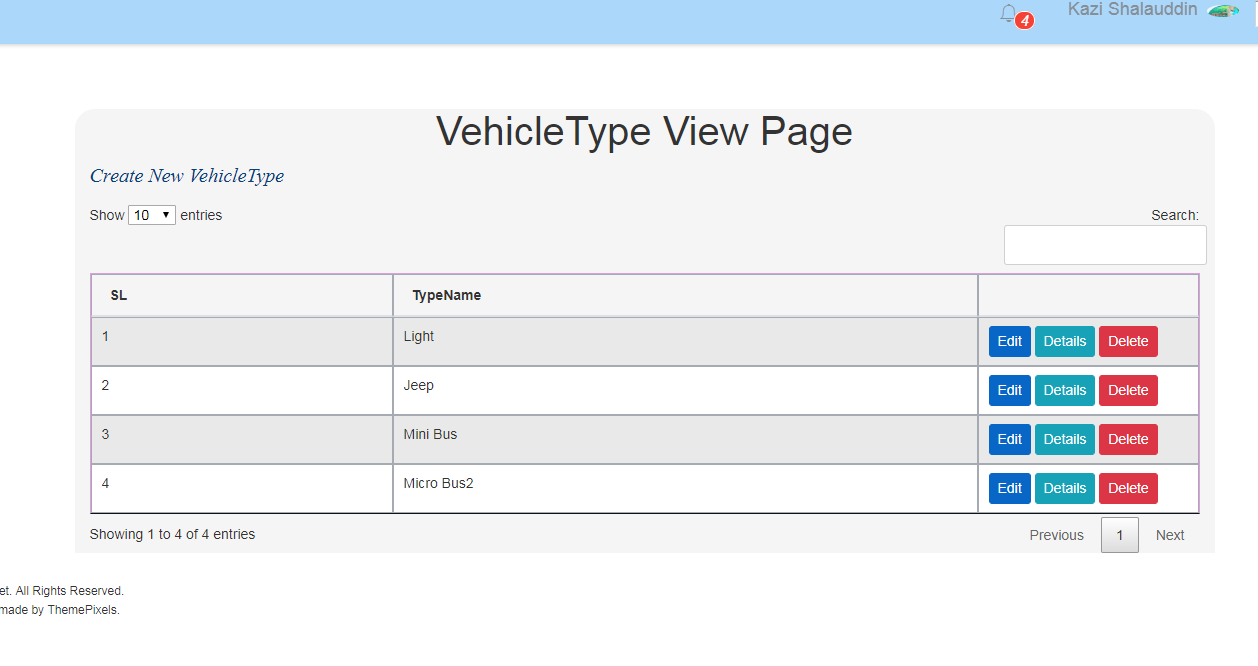 4 Kazi Shalauddin
VehicleType View Page
Create New VehicleType
Show 10 entries
Search:
SL TypeName
1 Light Edit Details Delete
2 Jeep Edit Details Delete
3 Mini Bus Edit Details Delete
4 Micro Bus2 Edit Details Delete
Showing 1 to 4 of 4 entries Previous 1 Next
et. All Rights Reserved.
made by ThemePixels.